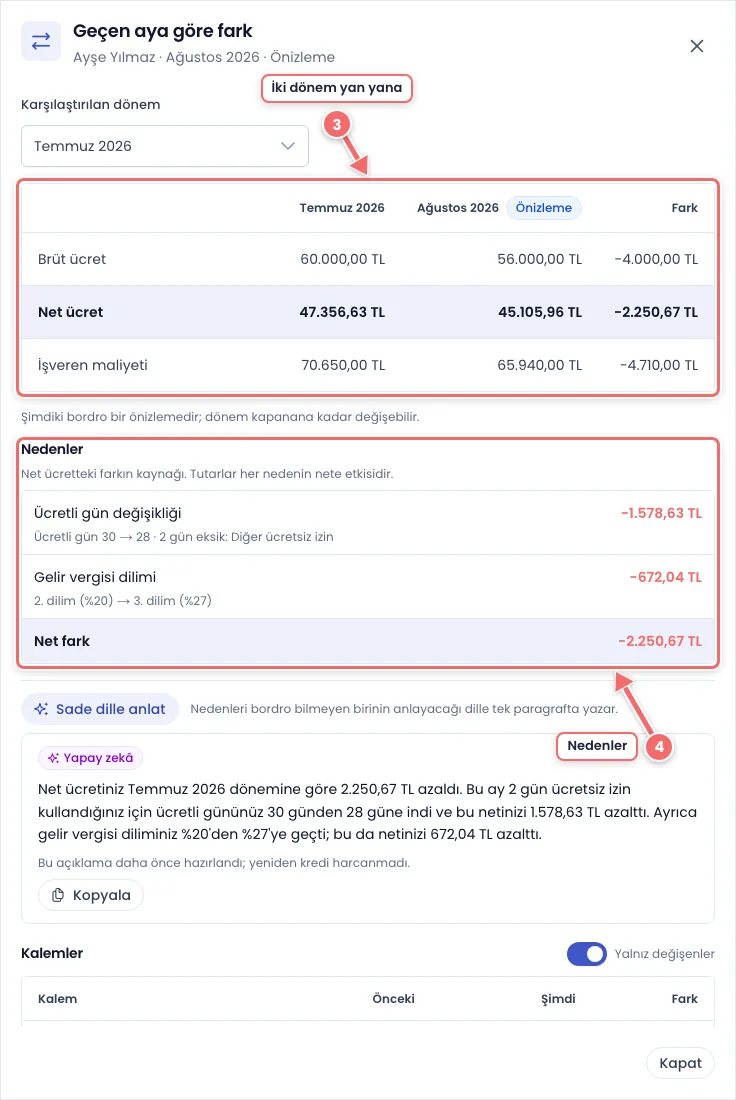 Geçen aya göre fark
Ayşe Yılmaz · Ağustos 2026 · Önizleme
İki dönem yan yana
Karşılaştırılan dönem
3
Temmuz 2026
Temmuz 2026 Ağustos 2026 Önizleme Fark
Brüt ücret 60.000,00 TL 56.000,00 TL -4.000,00 TL
Net ücret 47.356,63 TL 45.105,96 TL -2.250,67 TL
İşveren maliyeti 70.650,00 TL 65.940,00 TL -4.710,00 TL
Şimdiki bordro bir önizlemedir; dönem kapanana kadar değişebilir.
Nedenler
Net ücretteki farkın kaynağı. Tutarlar her nedenin nete etkisidir.
Ücretli gün değişikliği -1.578,63 TL
Ücretli gün 30 → 28 · 2 gün eksik: Diğer ücretsiz izin
Gelir vergisi dilimi -672,04 TL
2. dilim (%20) → 3. dilim (%27)
Net fark -2.250,67 TL
Sade dille anlat Nedenleri bordro bilmeyen birinin anlayacağı dille tek paragrafta yazar.
Nedenler 4
Yapay zekâ
Net ücretiniz Temmuz 2026 dönemine göre 2.250,67 TL azaldı. Bu ay 2 gün ücretsiz izin
kullandığınız için ücretli gününüz 30 günden 28 güne indi ve bu netinizi 1.578,63 TL azalttı. Ayrıca
gelir vergisi diliminiz %20'den %27'ye geçti; bu da netinizi 672,04 TL azalttı.
Bu açıklama daha önce hazırlandı; yeniden kredi harcanmadı.
Kopyala
Kalemler Yalnız değişenler
Kalem Önceki Şimdi Fark
Kapat